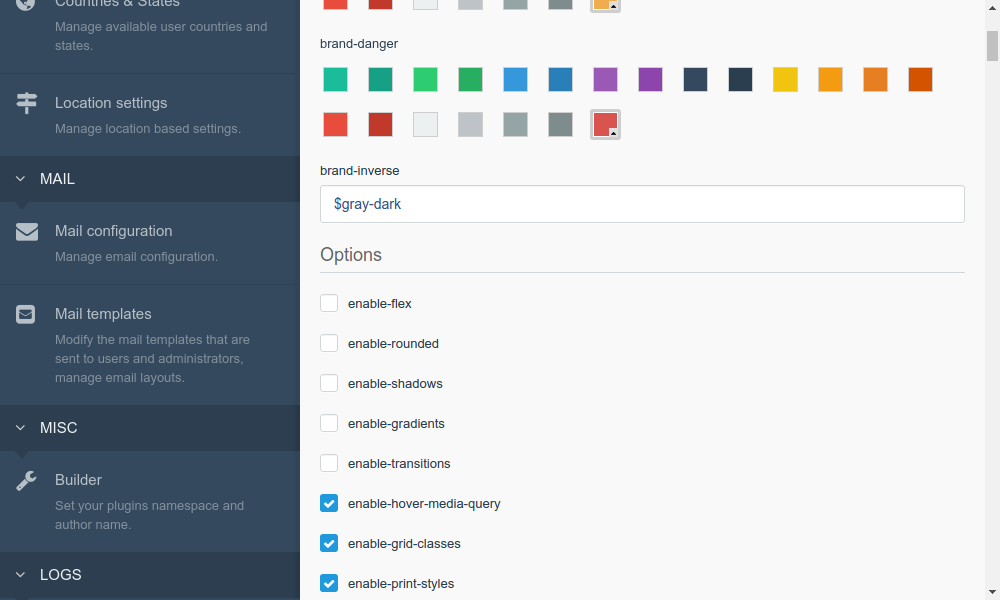 Countries & States
Manage available user countries and
states.
Location settings
Manage location based settings.
MAIL
Mail configuration
Manage email configuration.
Mail templates
Modify the mail templates that are
sent to users and administrators,
manage email layouts.
MISC
Builder
Set your plugins namespace and
author name.
LOGS
brand-danger
brand-inverse
$gray-dark
Options
enable-flex
enable-rounded
enable-shadows
enable-gradients
enable-transitions
enable-hover-media-query
enable-grid-classes
enable-print-styles